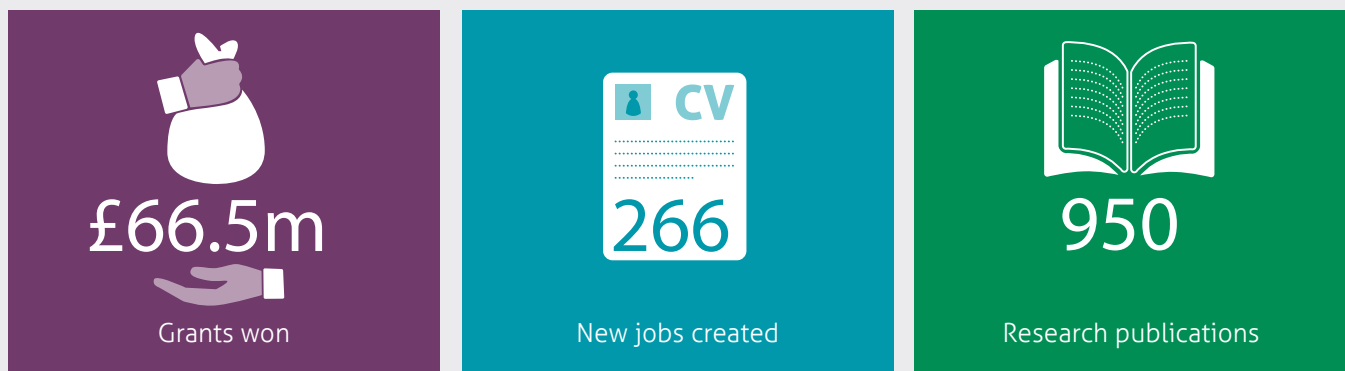 £66.5m
Grants won
CV
266
New jobs created
950
Research publications